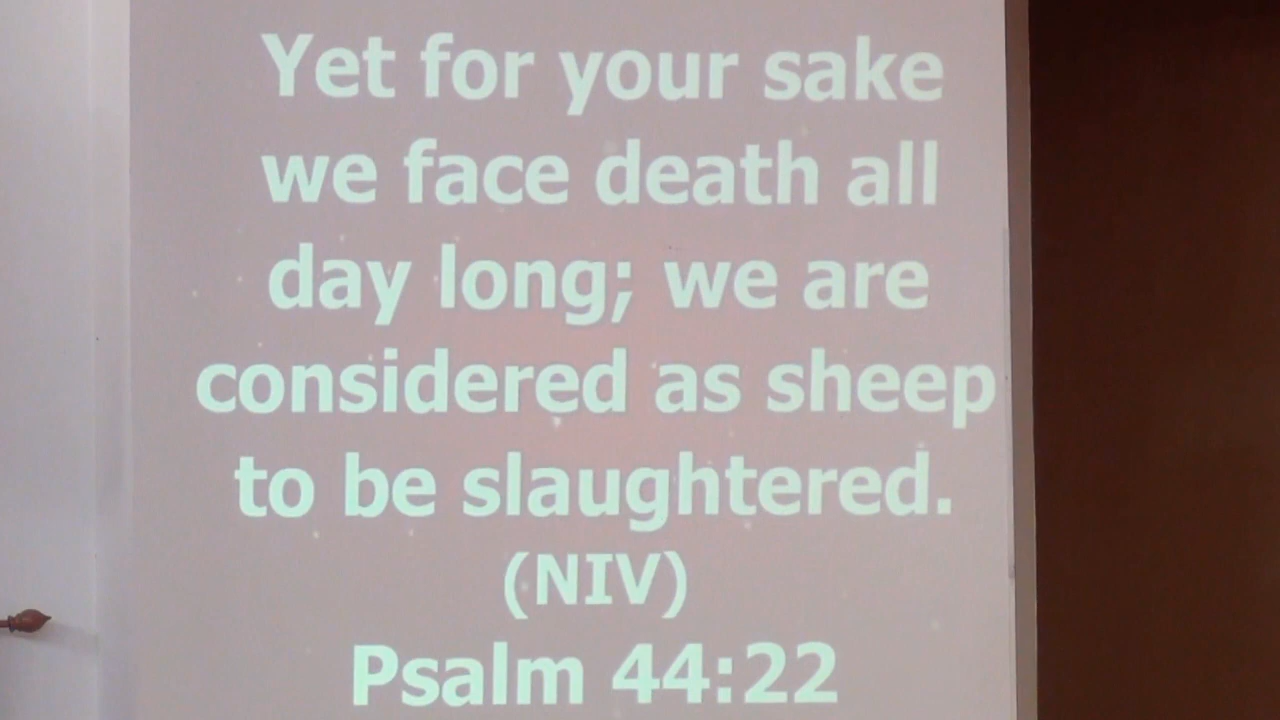 Yet for your sake
we face death all
day long; we are
considered as sheep
to be slaughtered.
(NIV)
Psalm 44:22